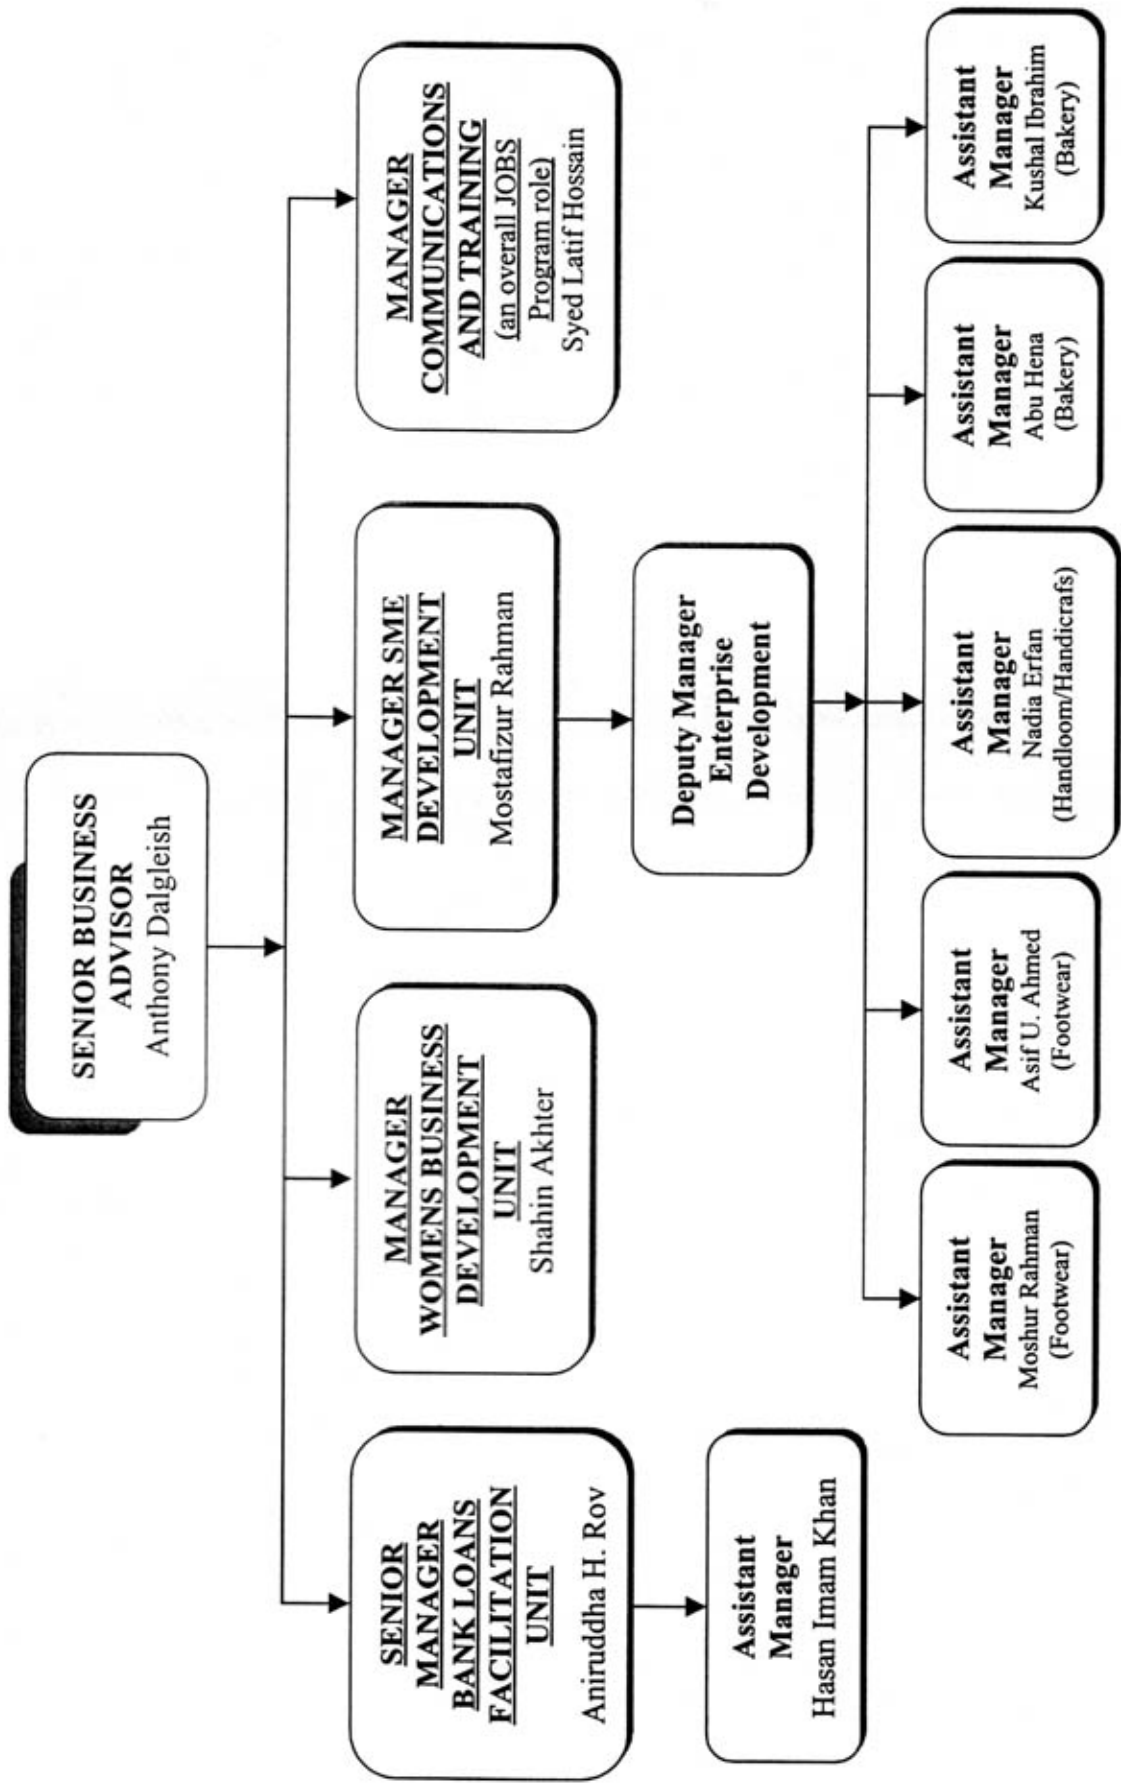 SENIOR BUSINESS
ADVISOR
Anthony Dalgleish
SENIOR
MANAGER
BANK LOANS
FACILITATION
UNIT
Aniruddha H. Rov
MANAGER
WOMENS BUSINESS
DEVELOPMENT
UNIT
Shahin Akhter
MANAGER SME
DEVELOPMENT
UNIT
Mostafizur Rahman
MANAGER
COMMUNICATIONS
AND TRAINING
(an overall JOBS
Program role)
Syed Latif Hossain
Assistant
Manager
Hasan Imam Khan
Deputy Manager
Enterprise
Development
Assistant
Manager
Moshur Rahman
(Footwear)
Assistant
Manager
Asif U. Ahmed
(Footwear)
Assistant
Manager
Nadia Erfan
(Handloom/Handicrafs)
Assistant
Manager
Abu Hena
(Bakery)
Assistant
Manager
Kushal Ibrahim
(Bakery)